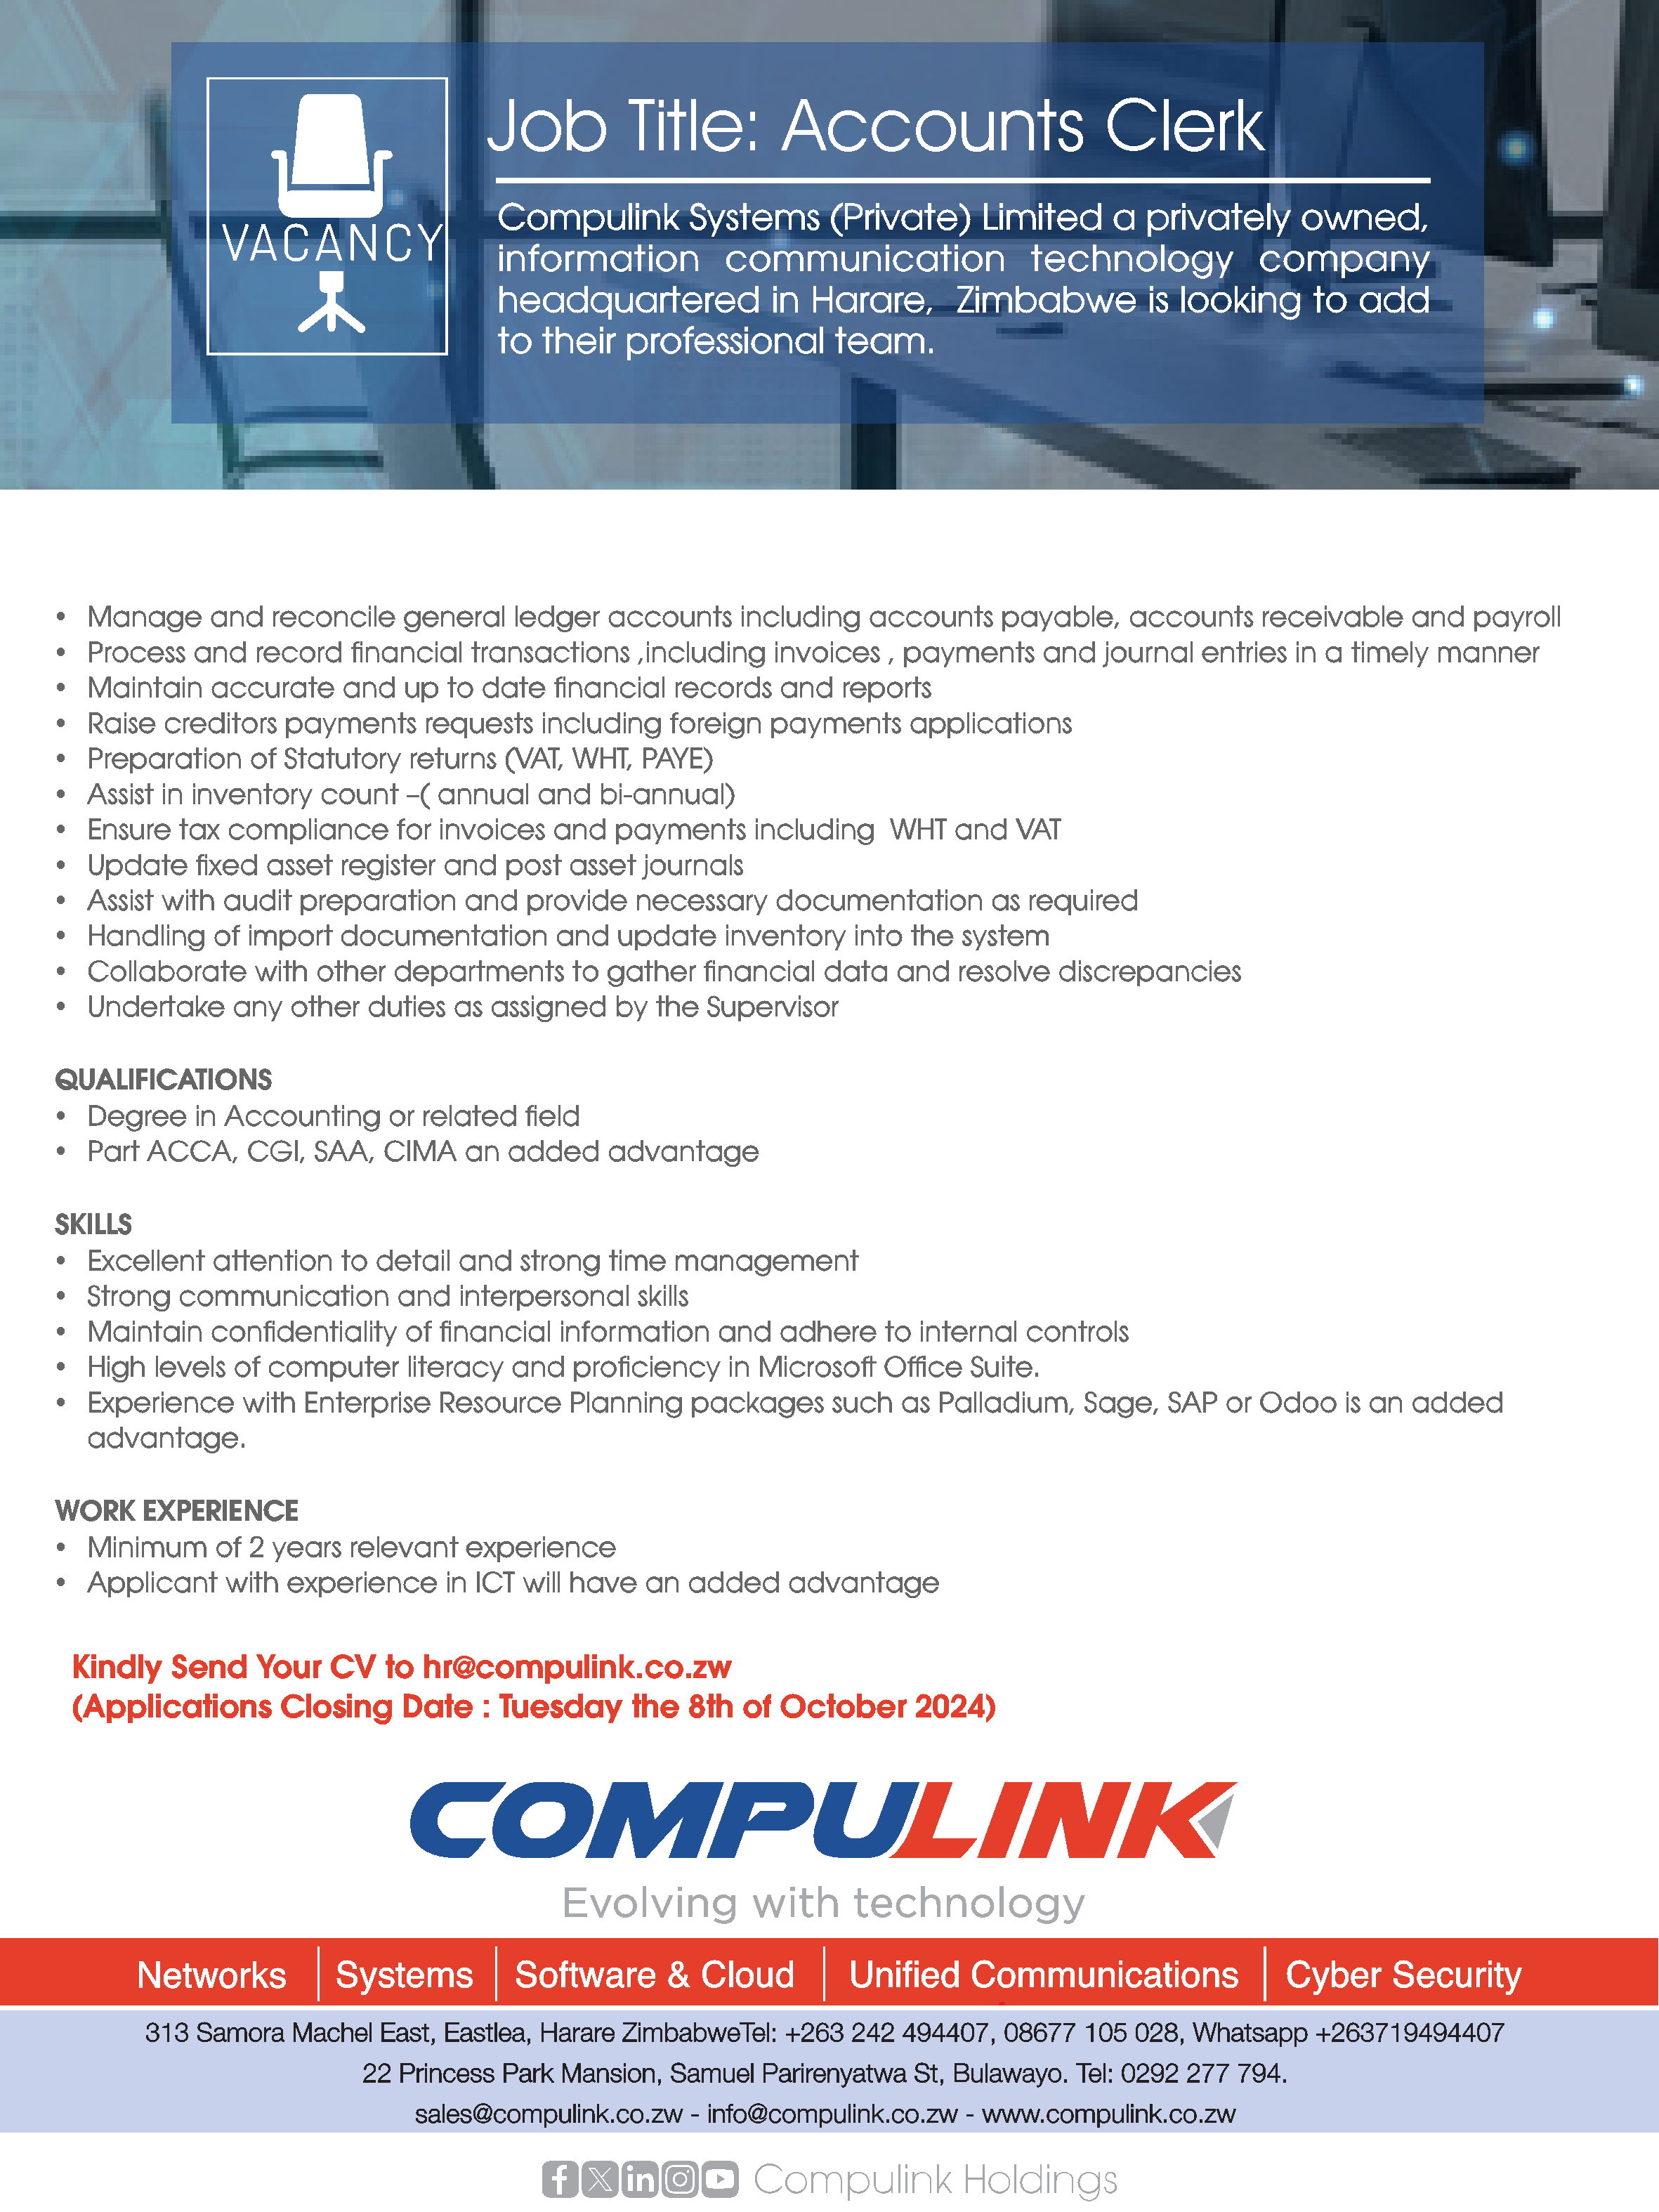 VACANCY
Job Title: Accounts Clerk
Compulink Systems (Private) Limited a privately owned,
information communication technology company
headquartered in Harare, Zimbabwe is looking to add
to their professional team.
• Manage and reconcile general ledger accounts including accounts payable, accounts receivable and payroll
• Process and record financial transactions ,including invoices , payments and journal entries in a timely manner
• Maintain accurate and up to date financial records and reports
• Raise creditors payments requests including foreign payments applications
• Preparation of Statutory returns (VAT, WHT, PAYE)
• Assist in inventory count –( annual and bi-annual)
• Ensure tax compliance for invoices and payments including WHT and VAT
• Update fixed asset register and post asset journals
• Assist with audit preparation and provide necessary documentation as required
• Handling of import documentation and update inventory into the system
• Collaborate with other departments to gather financial data and resolve discrepancies
• Undertake any other duties as assigned by the Supervisor
QUALIFICATIONS
• Degree in Accounting or related field
• Part ACCA, CGI, SAA, CIMA an added advantage
SKILLS
• Excellent attention to detail and strong time management
• Strong communication and interpersonal skills
• Maintain confidentiality of financial information and adhere to internal controls
• High levels of computer literacy and proficiency in Microsoft Office Suite.
• Experience with Enterprise Resource Planning packages such as Palladium, Sage, SAP or Odoo is an added
advantage.
WORK EXPERIENCE
• Minimum of 2 years relevant experience
• Applicant with experience in ICT will have an added advantage
Kindly Send Your CV to hr@compulink.co.zw
(Applications Closing Date : Tuesday the 8th of October 2024)
COMPULINK
Evolving with technology
Networks | Systems | Software & Cloud | Unified Communications | Cyber Security
313 Samora Machel East, Eastlea, Harare ZimbabweTel: +263 242 494407, 08677 105 028, Whatsapp +263719494407
22 Princess Park Mansion, Samuel Parirenyatwa St, Bulawayo. Tel: 0292 277 794.
sales@compulink.co.zw - info@compulink.co.zw - www.compulink.co.zw
Compulink Holdings